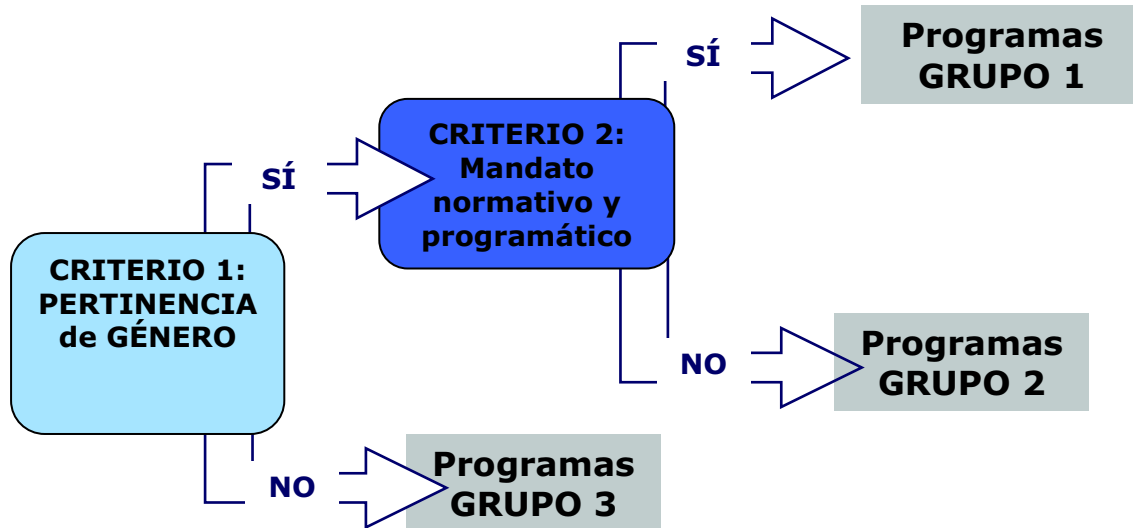 SÍ
Programas
GRUPO 1
CRITERIO 2:
Mandato
normativo y
programático
SÍ
CRITERIO 1:
PERTINENCIA
de GÉNERO
NO
Programas
GRUPO 2
NO
Programas
GRUPO 3